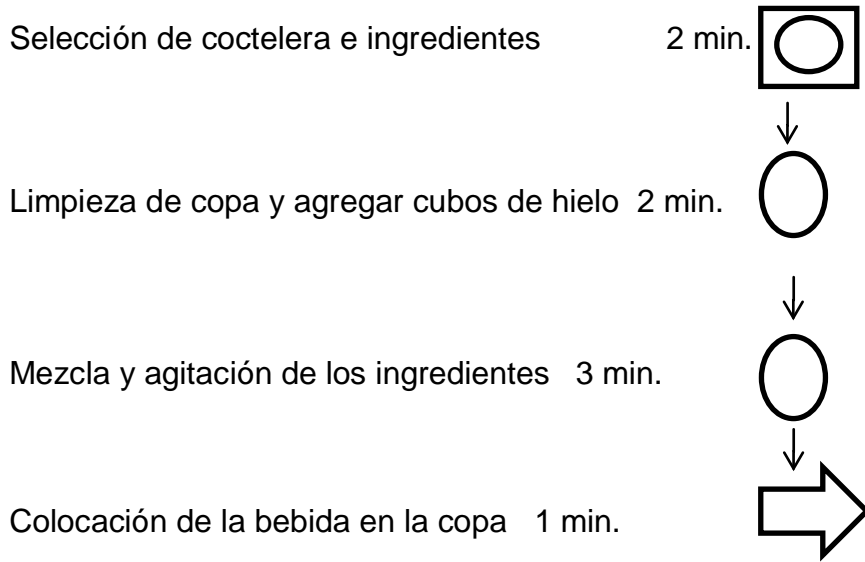 Selección de coctelera e ingredientes 2 min.
Limpieza de copa y agregar cubos de hielo 2 min.
Mezcla y agitación de los ingredientes 3 min.
Colocación de la bebida en la copa 1 min.